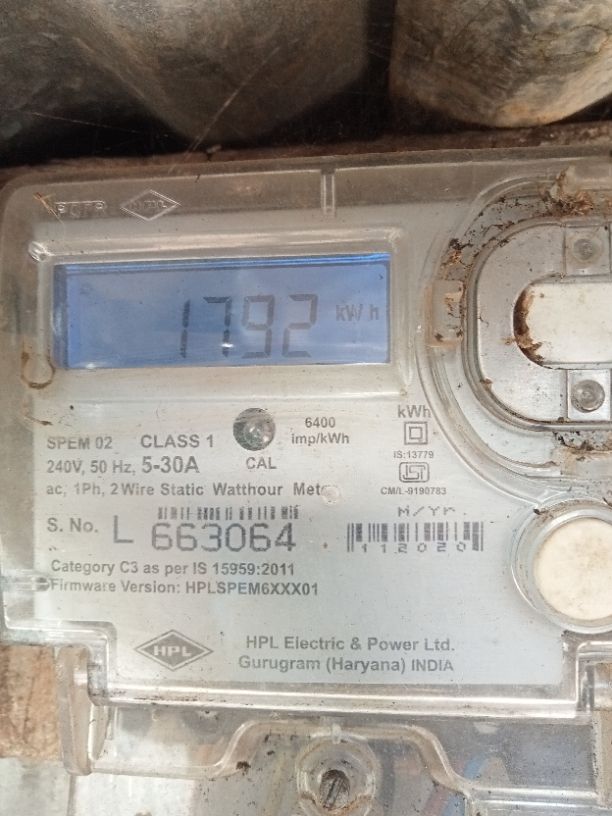 1792 kWh
6400
imp/kWh
kWh
SPEM 02 CLASS 1
240V, 50 Hz, 5-30A
CAL
IS:13779
CM/L-9190783
ac, 1Ph, 2 Wire Static Watthour Meter
M/YR.
S. No. L 663064
112020
Category C3 as per IS 15959:2011
Firmware Version: HPLSPEM6XXX01
HPL
HPL Electric & Power Ltd.
Gurugram (Haryana) INDIA